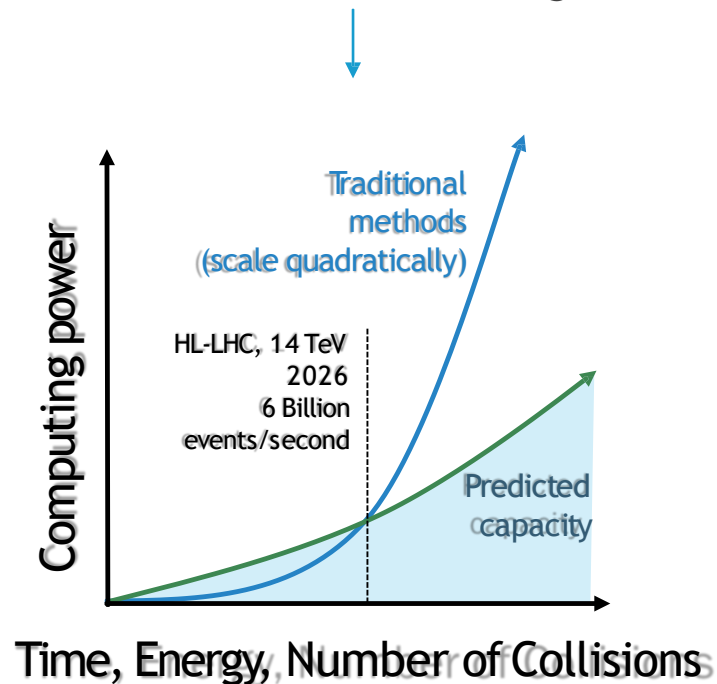 Traditional
methods
(scale quadratically)
HL-LHC, 14 TeV
2026
6 Billion
events/second
Predicted
capacity
Computing power
Time, Energy, Number of Collisions